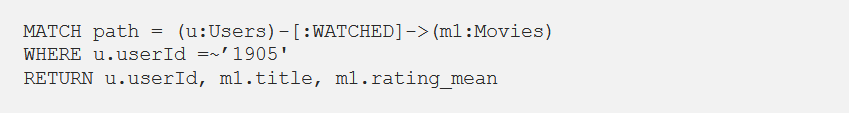 MATCH path = (u:Users)-[:WATCHED]->(m1:Movies)
WHERE u.userId =~’1905'
RETURN u.userId, m1.title, m1.rating_mean